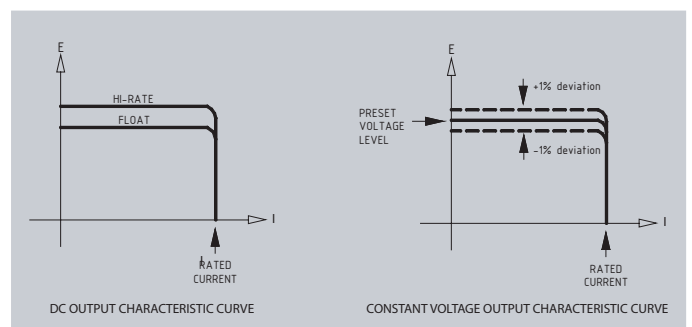 E
HI-RATE
FLOAT
I
RATED
CURRENT
DC OUTPUT CHARACTERISTIC CURVE
E
+1% deviation
PRESET
VOLTAGE
LEVEL
-1% deviation
I
RATED
CURRENT
CONSTANT VOLTAGE OUTPUT CHARACTERISTIC CURVE